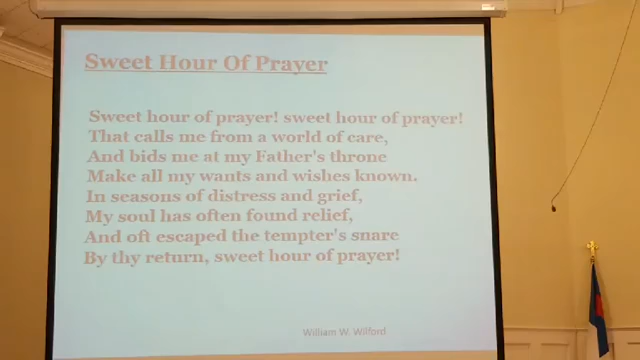 Sweet Hour Of Prayer
Sweet hour of prayer! sweet hour of prayer!
That calls me from a world of care,
And bids me at my Father's throne
Make all my wants and wishes known.
In seasons of distress and grief,
My soul has often found relief,
And oft escaped the tempter's snare
By thy return, sweet hour of prayer!
William W. Wilford